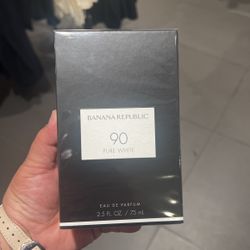 BANANA REPUBLIC
90
PURE WHITE
EAU DE PARFUM
2.5 FL. OZ. / 75 mL